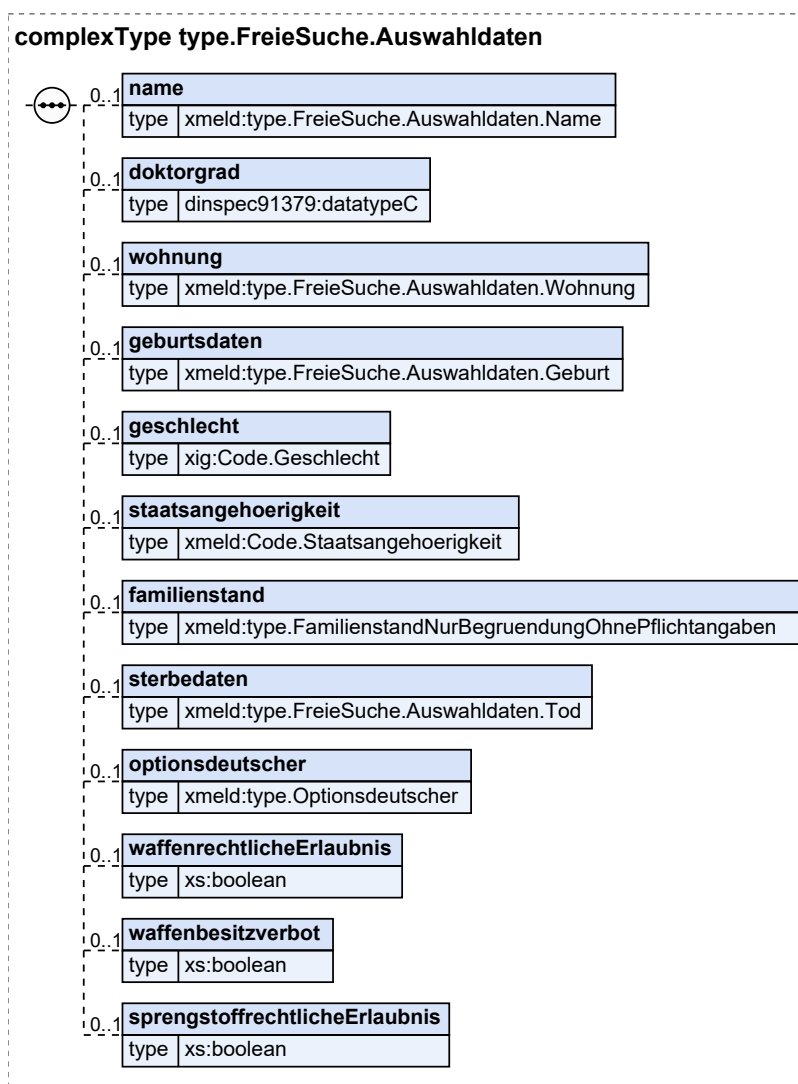 complexType type.FreieSuche.Auswahldaten
0..1 name
type xmeld:type.FreieSuche.Auswahldaten.Name
0..1 doktorgrad
type dinspec91379:datatypeC
0..1 wohnung
type xmeld:type.FreieSuche.Auswahldaten.Wohnung
0..1 geburtsdaten
type xmeld:type.FreieSuche.Auswahldaten.Geburt
0..1 geschlecht
type xig:Code.Geschlecht
0..1 staatsangehoerigkeit
type xmeld:Code.Staatsangehoerigkeit
0..1 familienstand
type xmeld:type.FamilienstandNurBegruendungOhnePflichtangaben
0..1 sterbedaten
type xmeld:type.FreieSuche.Auswahldaten.Tod
0..1 optionsdeutscher
type xmeld:type.Optionsdeutscher
0..1 waffenrechtlicheErlaubnis
type xs:boolean
0..1 waffenbesitzverbot
type xs:boolean
0..1 sprengstoffrechtlicheErlaubnis
type xs:boolean